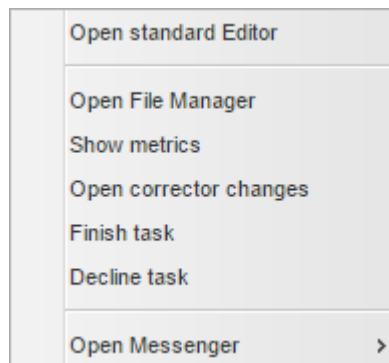 Open standard Editor
Open File Manager
Show metrics
Open corrector changes
Finish task
Decline task
Open Messenger